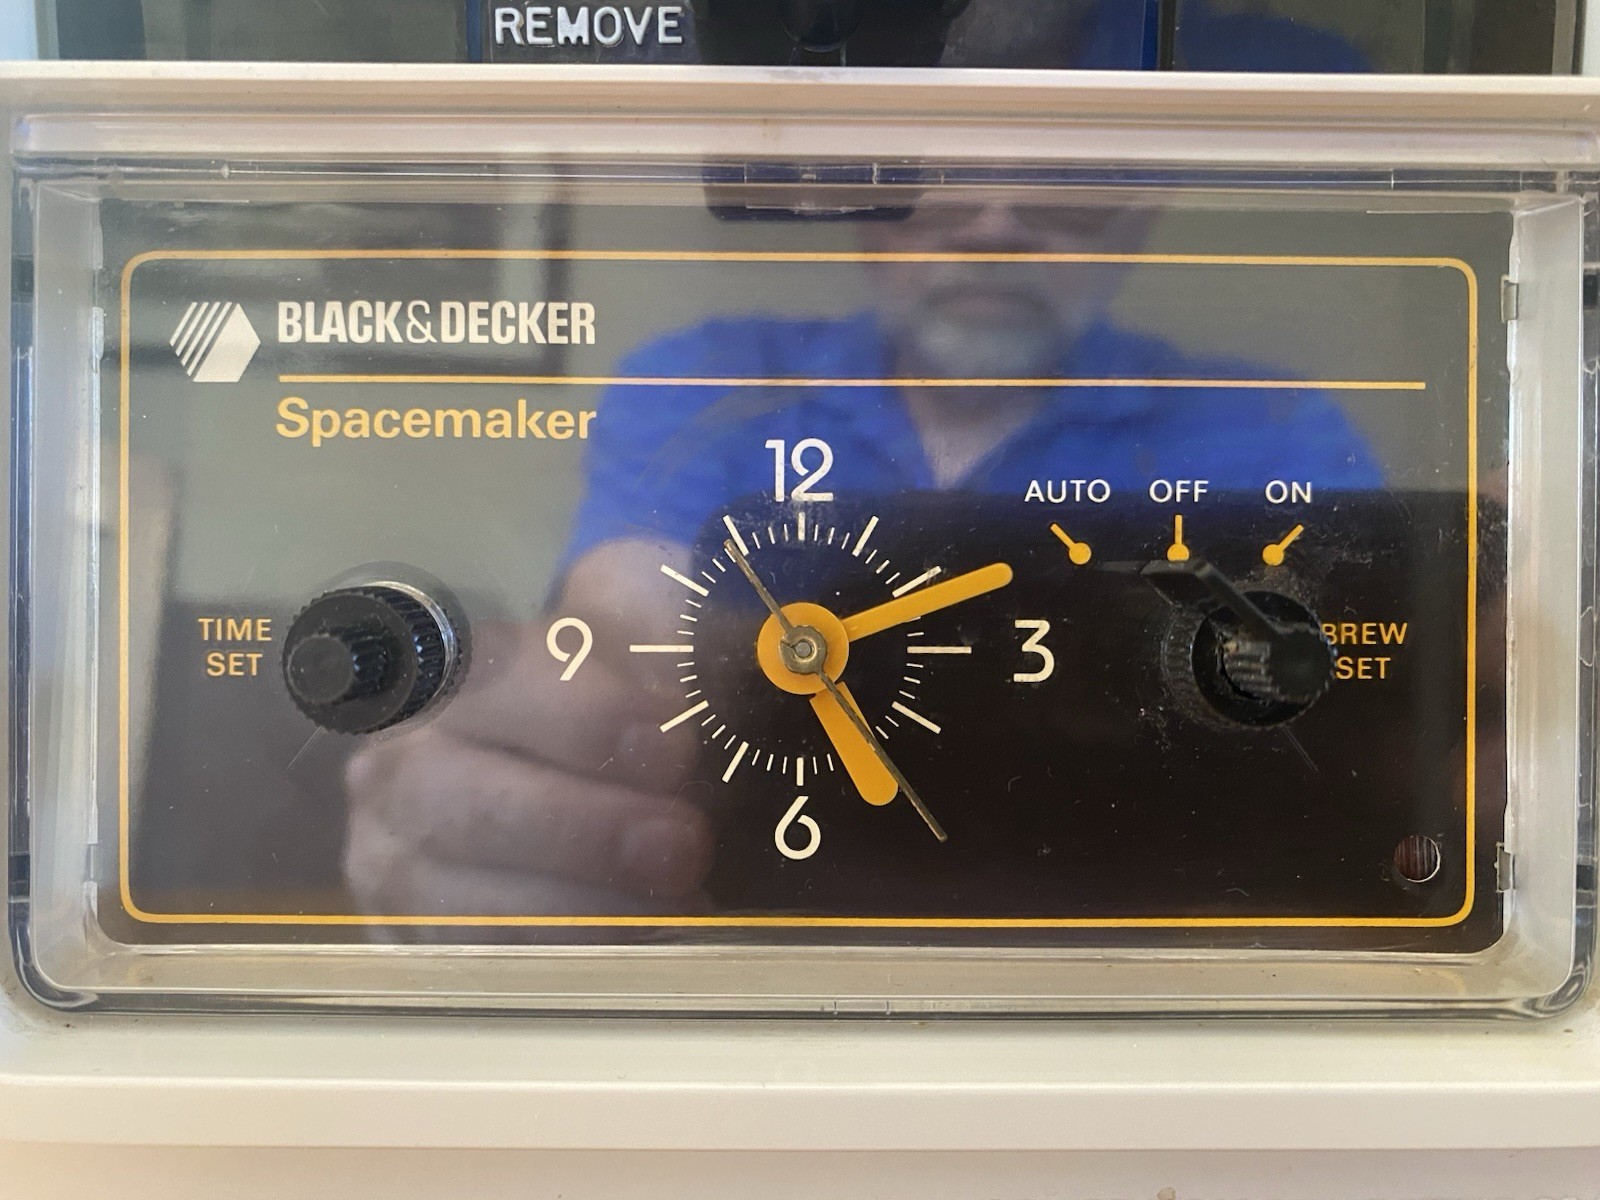 REMOVE
BLACK&DECKER
Spacemaker
12
AUTO OFF ON
TIME
SET
9
3
BREW
SET
6